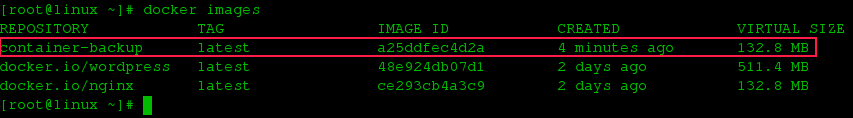 [root@linux ~]# docker images
REPOSITORY TAG IMAGE ID CREATED VIRTUAL SIZE
container-backup latest a25ddfec4d2a 4 minutes ago 132.8 MB
docker.io/wordpress latest 48e924db07d1 2 days ago 511.4 MB
docker.io/nginx latest ce293cb4a3c9 2 days ago 132.8 MB
[root@linux ~]#